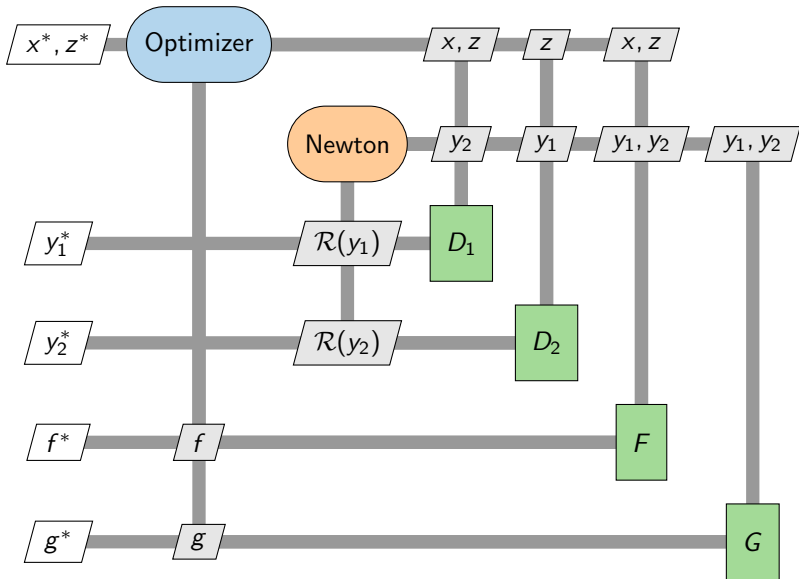 x*, z* Optimizer x, z z x, z
Newton y₂ y₁ y₁, y₂ y₁, y₂
y₁* ℛ(y₁) D₁
y₂* ℛ(y₂) D₂
f* f F
g* g G